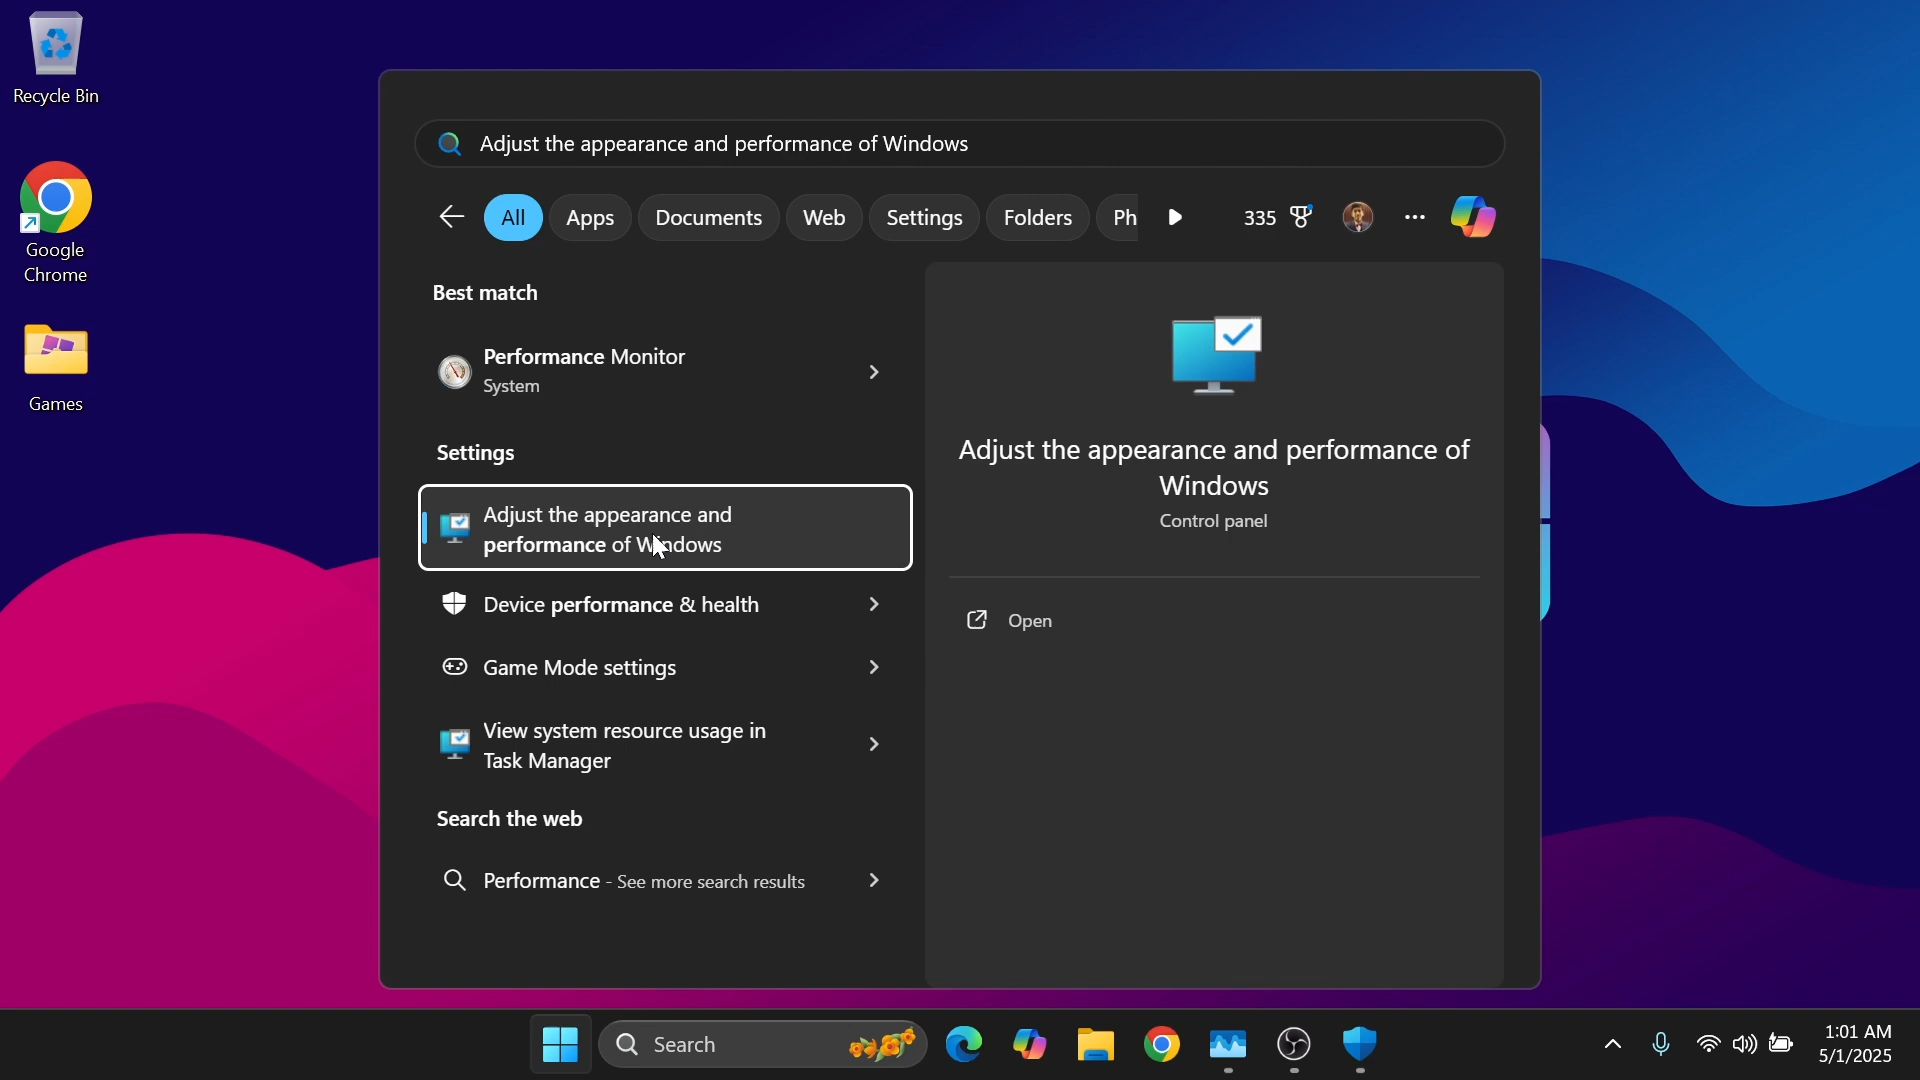 Recycle Bin
Google
Chrome
Games
Adjust the appearance and performance of Windows
All
Apps
Documents
Web
Settings
Folders
Ph
335
Best match
Performance Monitor
System
Settings
Adjust the appearance and
performance of Windows
Device performance & health
Game Mode settings
View system resource usage in
Task Manager
Search the web
Performance - See more search results
Adjust the appearance and performance of
Windows
Control panel
Open
Search
1:01 AM
5/1/2025